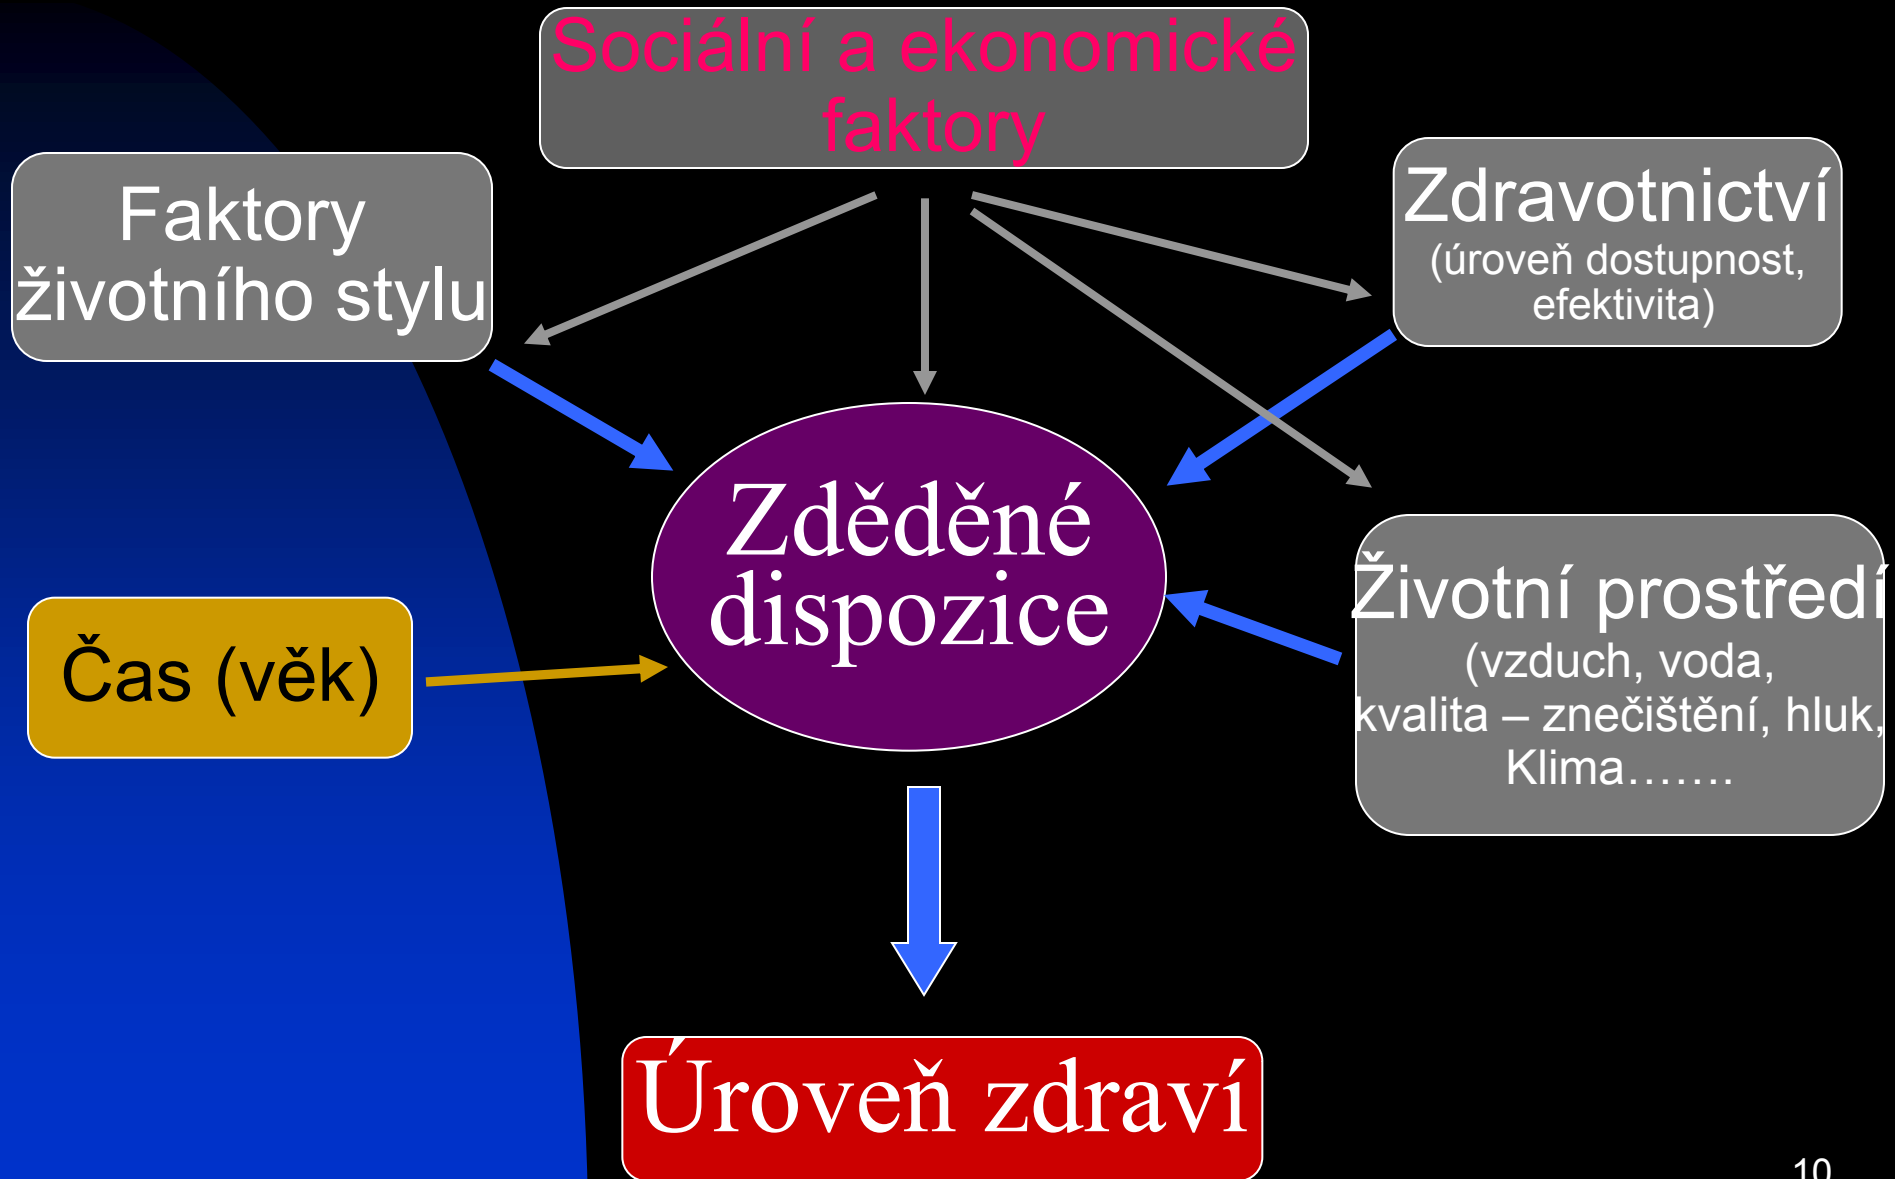 Sociální a ekonomické
faktory
Faktory
životního stylu
Zdravotnictví
(úroveň dostupnost,
efektivita)
Zděděné
dispozice
Čas (věk)
Životní prostředí
(vzduch, voda,
kvalita – znečištění, hluk,
Klima…….
Úroveň zdraví
10